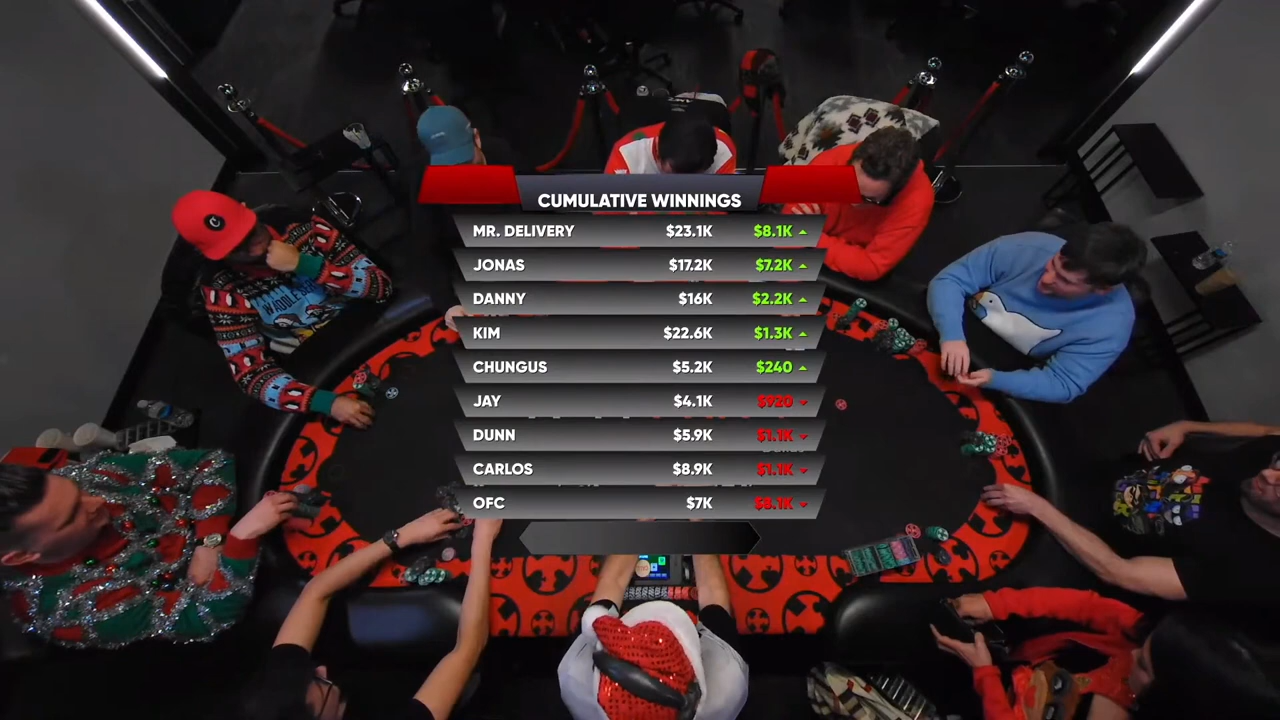 CUMULATIVE WINNINGS
MR. DELIVERY $23.1K $8.1K
JONAS $17.2K $7.2K
DANNY $16K $2.2K
KIM $22.6K $1.3K
CHUNGUS $5.2K $240
JAY $4.1K $920
DUNN $5.9K $1.1K
CARLOS $8.9K $1.1K
OFC $7K $8.1K
C